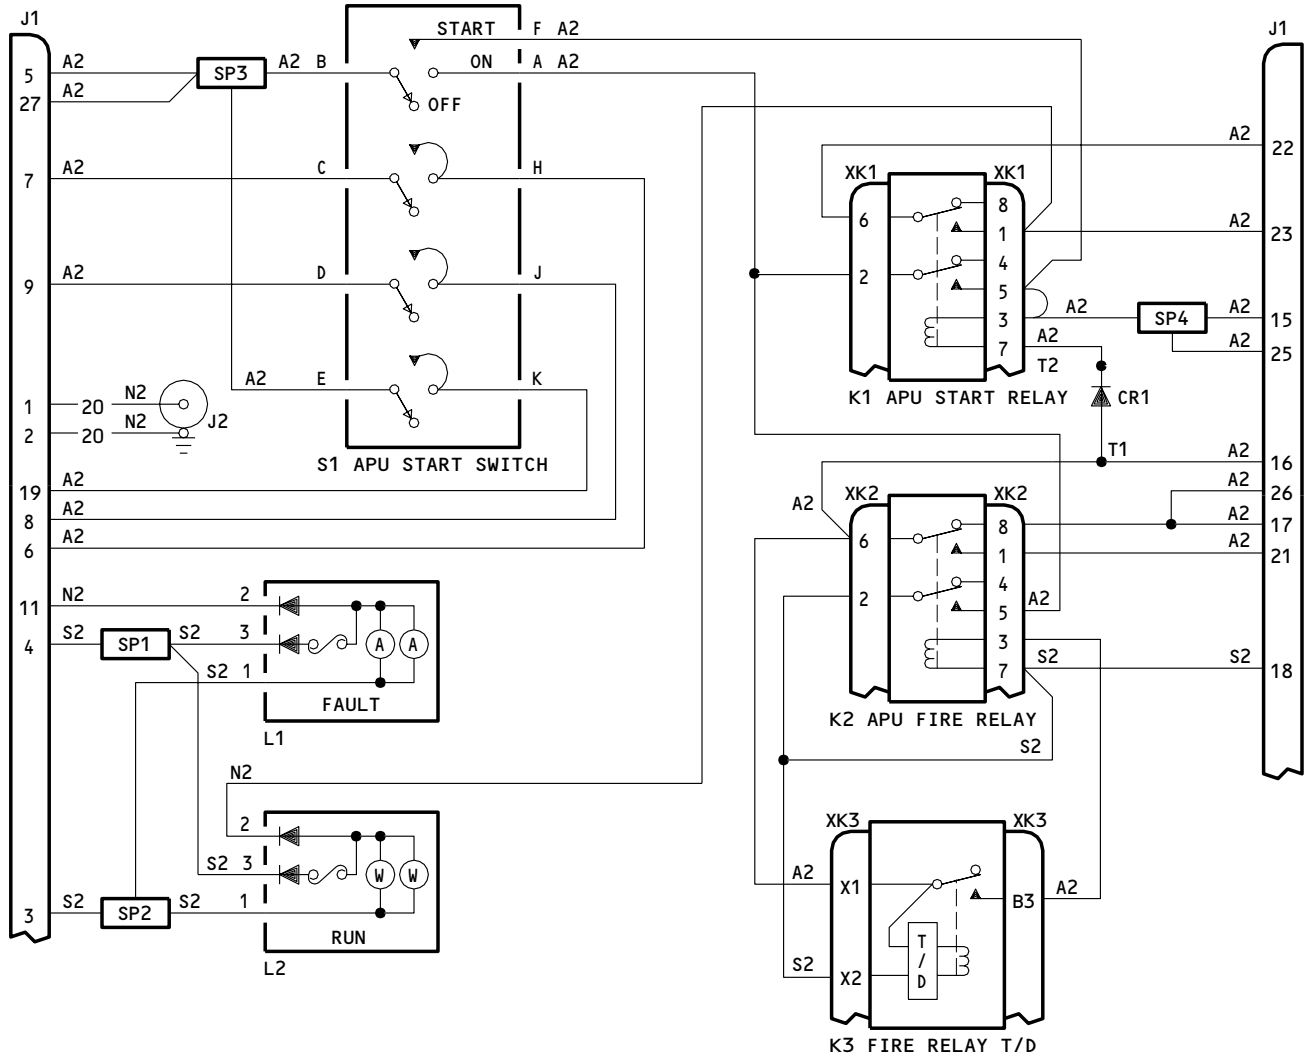 J1
J1
START F A2
5 A2 SP3 A2 B ON A A2
27 A2
OFF
A2 22
7 A2 C H
XK1 XK1
6 8
1 A2 23
9 A2 D J
2 4
5
3 A2 SP4 A2 15
7 A2 A2 25
T2
A2 E K
K1 APU START RELAY CR1
1 20 N2
2 20 N2 J2
S1 APU START SWITCH
T1 A2 16
19 A2
A2 26
8 A2
XK2 XK2
A2
6 8 A2 17
6 A2
1 A2 21
11 N2 2
2 4
5 A2
4 S2 SP1 S2 3 A A
3
S2 1
7 S2 S2 18
FAULT
L1
K2 APU FIRE RELAY
S2
N2
2
XK3 XK3
S2 3 W W
A2 X1 B3 A2
3 S2 SP2 S2 1
RUN
L2
T
/
D
S2 X2
K3 FIRE RELAY T/D